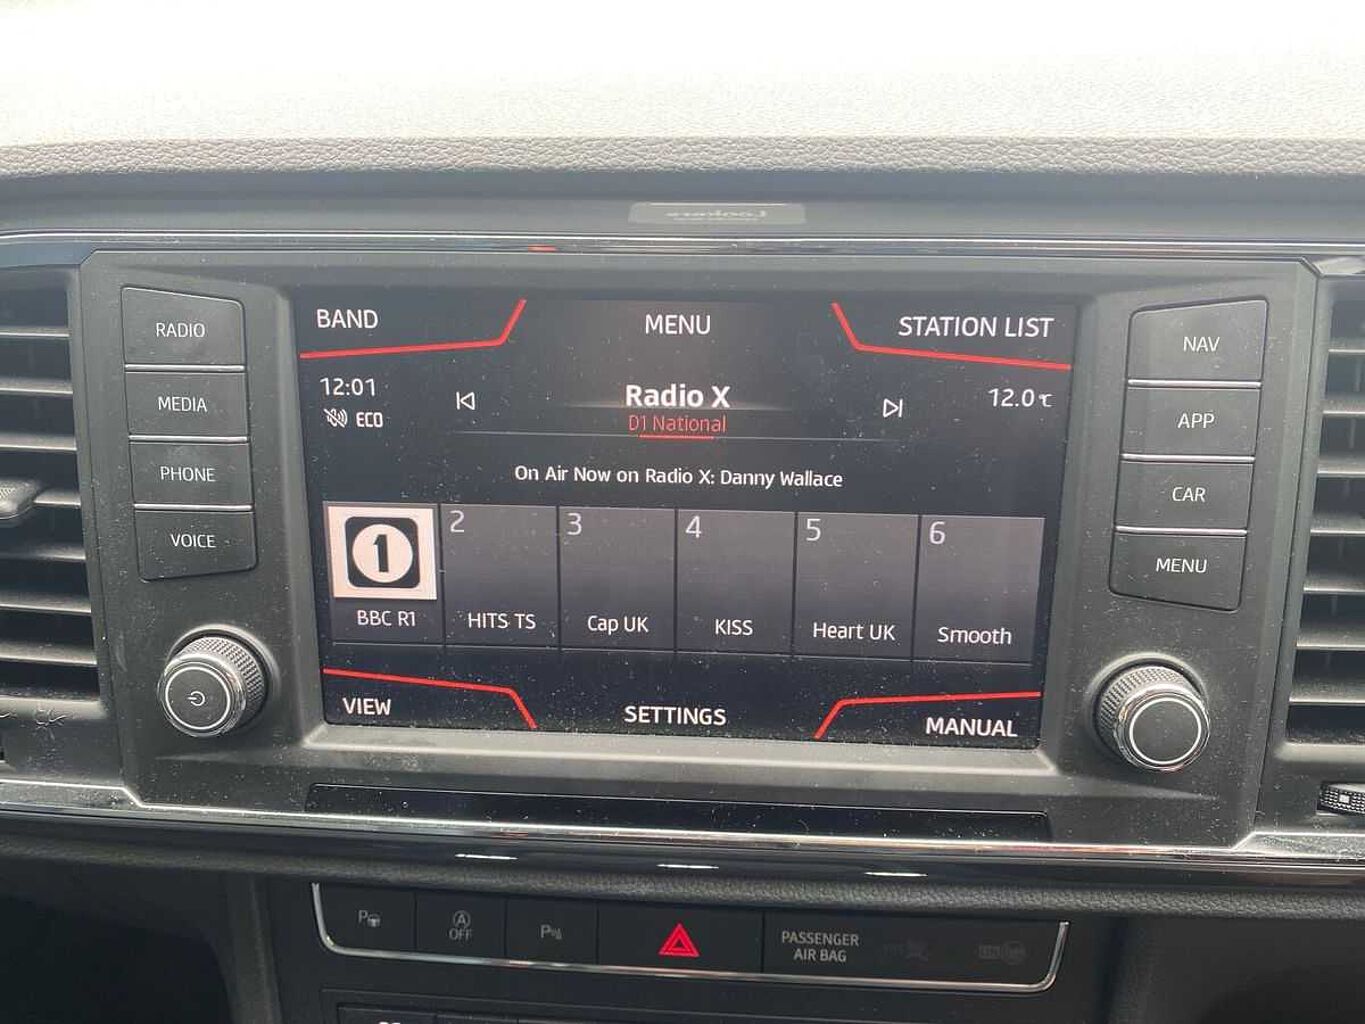 RADIO
MEDIA
PHONE
VOICE
BAND
MENU
STATION LIST
12:01
ECO
Radio X
D1 National
12.0℃
On Air Now on Radio X: Danny Wallace
1
BBC R1
2
HITS TS
3
Cap UK
4
KISS
5
Heart UK
6
Smooth
VIEW
SETTINGS
MANUAL
NAV
APP
CAR
MENU
P
A
OFF
P
PASSENGER
AIR BAG